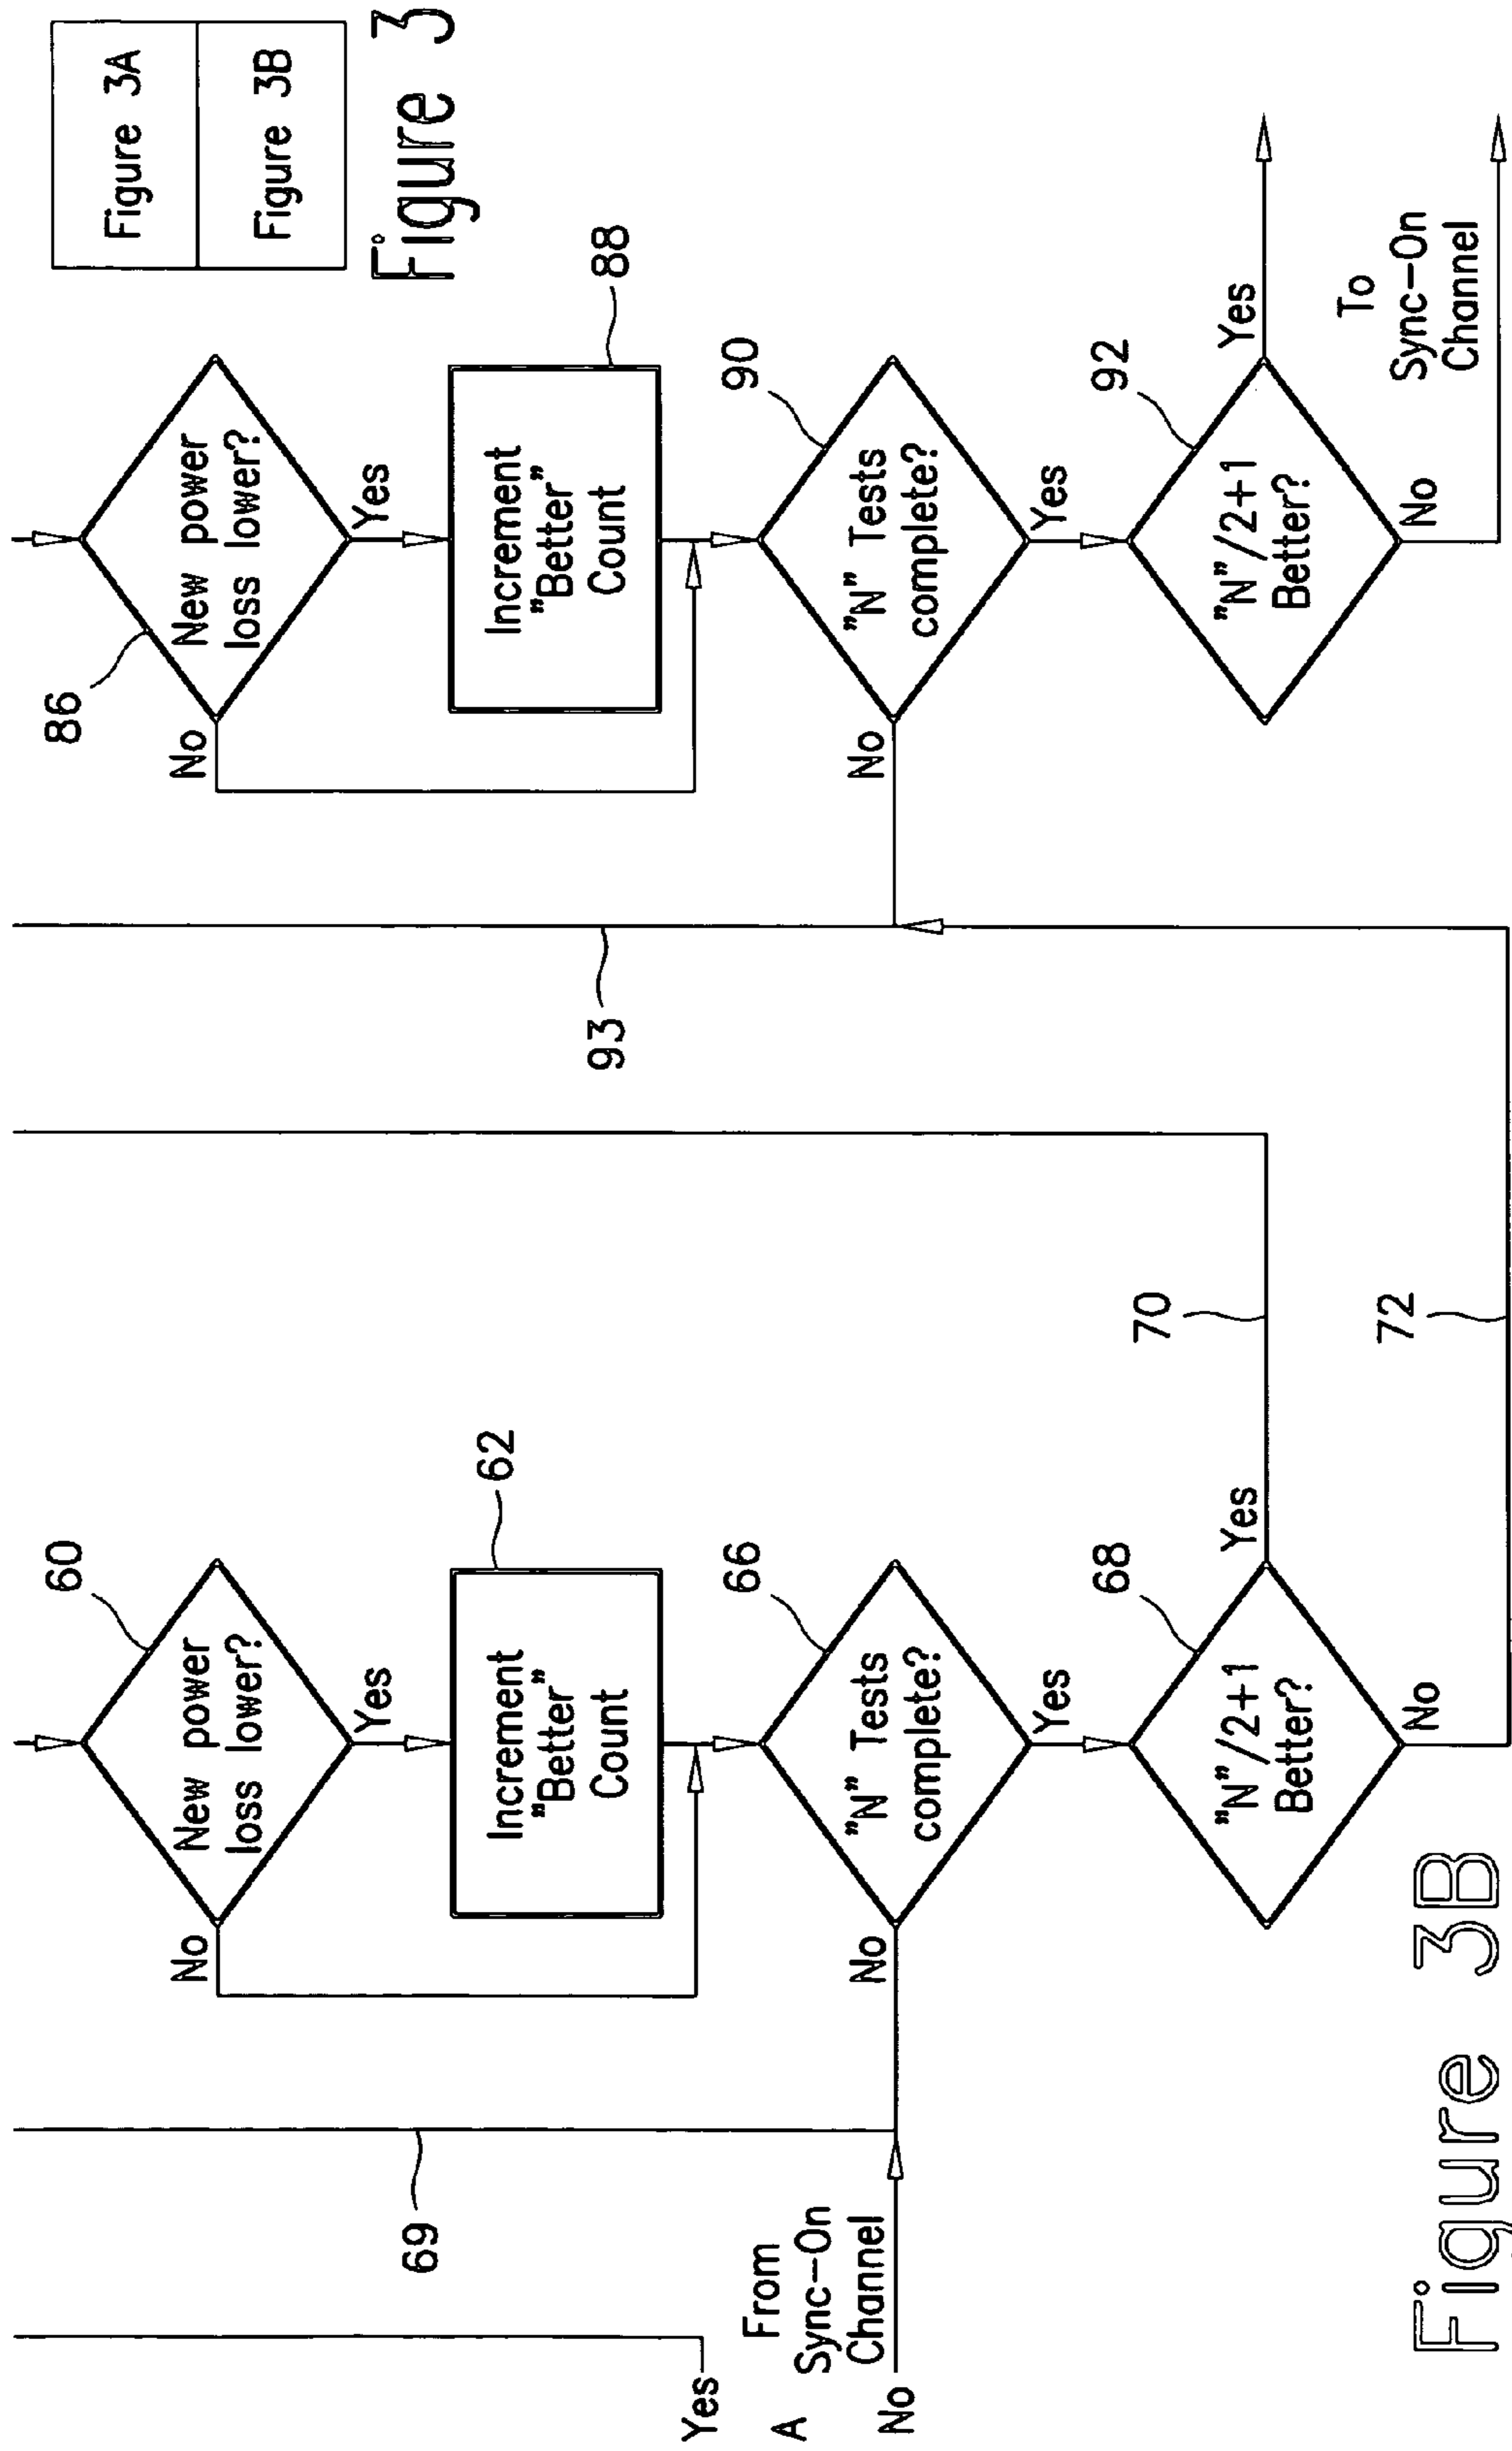 Figure 3A
Figure 3B
Figure 3
60
New power
loss lower?
No
Yes
62
Increment
"Better"
Count
66
"N" Tests
complete?
No
Yes
68
"N"/2+1
Better?
Yes
No
69
70
72
Yes
A
From
Sync-On
Channel
No
86
New power
loss lower?
No
Yes
88
Increment
"Better"
Count
90
"N" Tests
complete?
No
Yes
92
"N"/2+1
Better?
Yes
No
93
To
Sync-On
Channel
Figure 3B